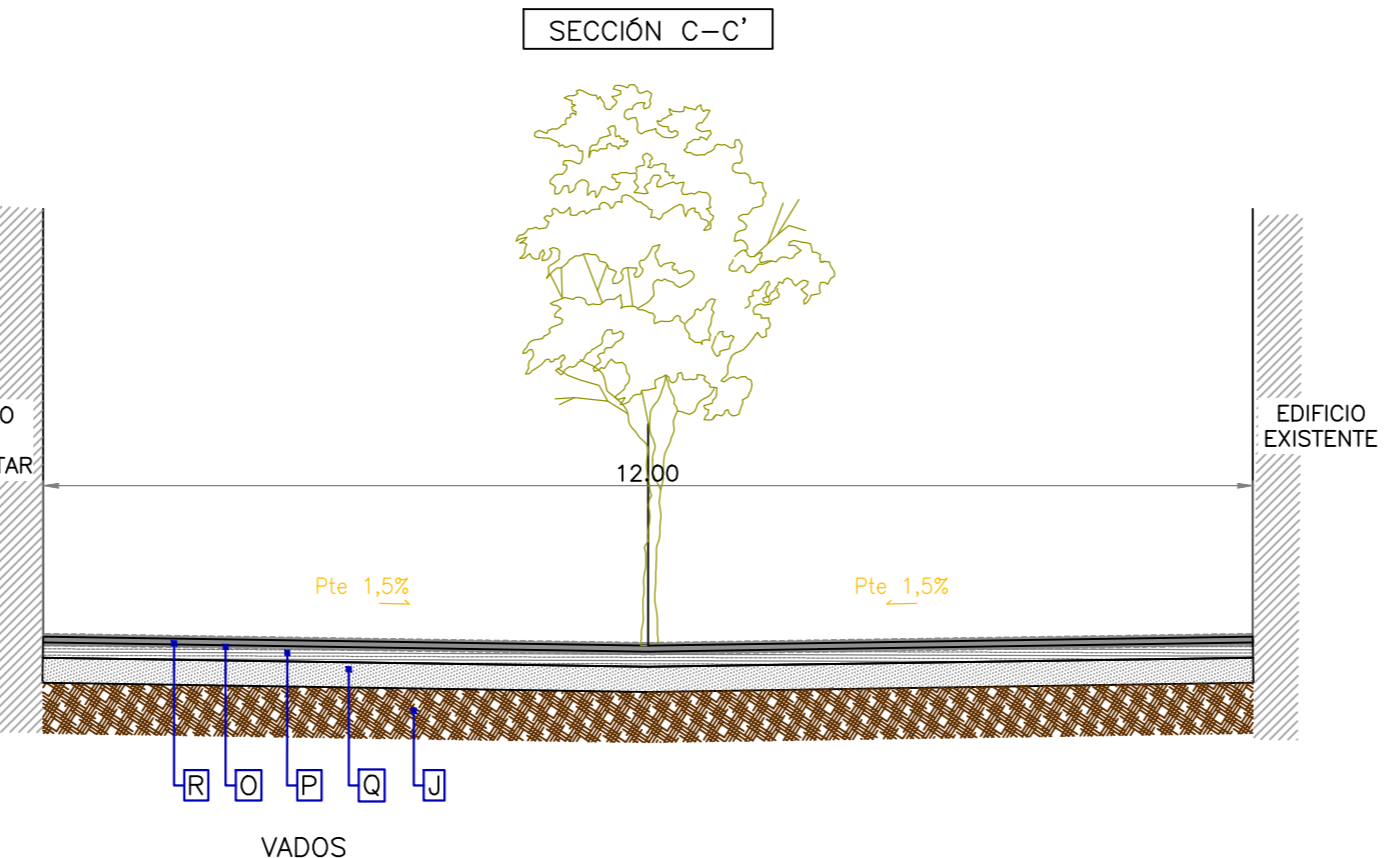 SECCIÓN C-C'
EDIFICIO
EXISTENTE
12.00
Pte 1,5%
Pte 1,5%
R
O
P
Q
J
VADOS